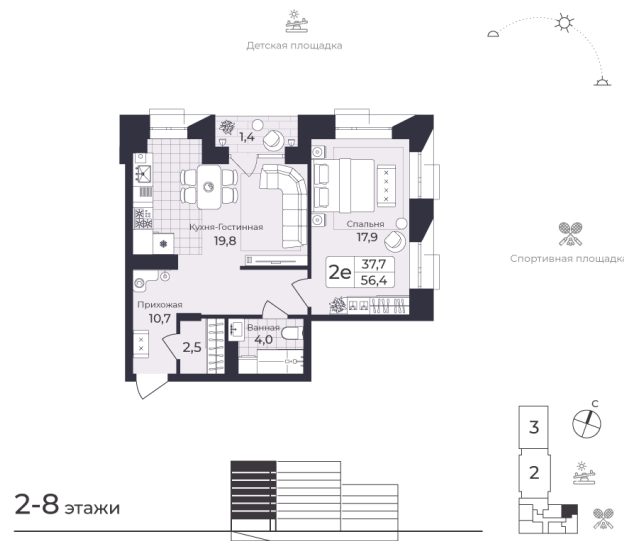 Детская площадка
1,4
Кухня-Гостинная
19,8
Спальня
17,9
Спортивная площадка
2е
37,7
56,4
Прихожая
10,7
2,5
Ванная
4,0
С
3
2
2-8 этажи